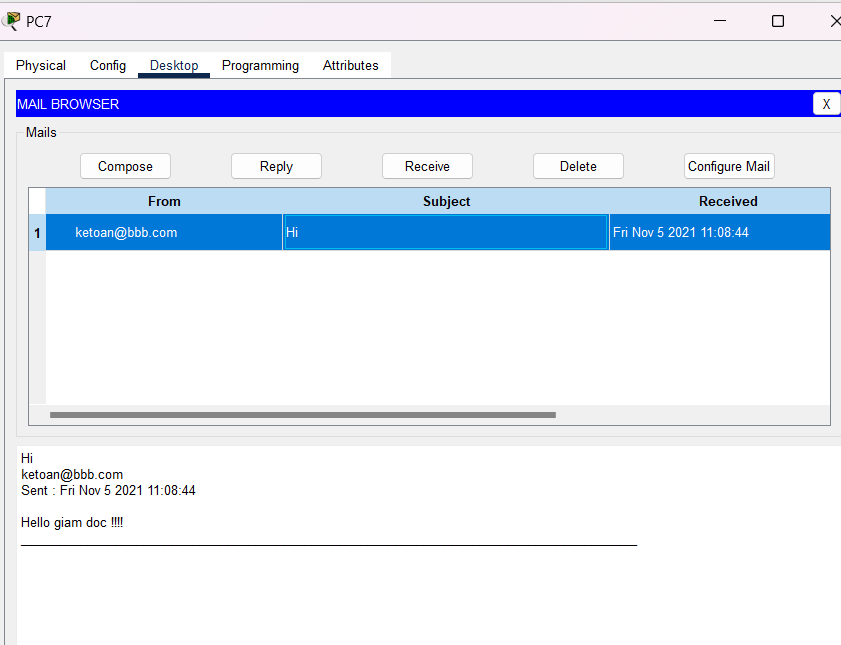 PC7
Physical Config Desktop Programming Attributes
MAIL BROWSER X
Mails
Compose Reply Receive Delete Configure Mail
From Subject Received
1 ketoan@bbb.com Hi Fri Nov 5 2021 11:08:44
Hi
ketoan@bbb.com
Sent : Fri Nov 5 2021 11:08:44
Hello giam doc !!!!